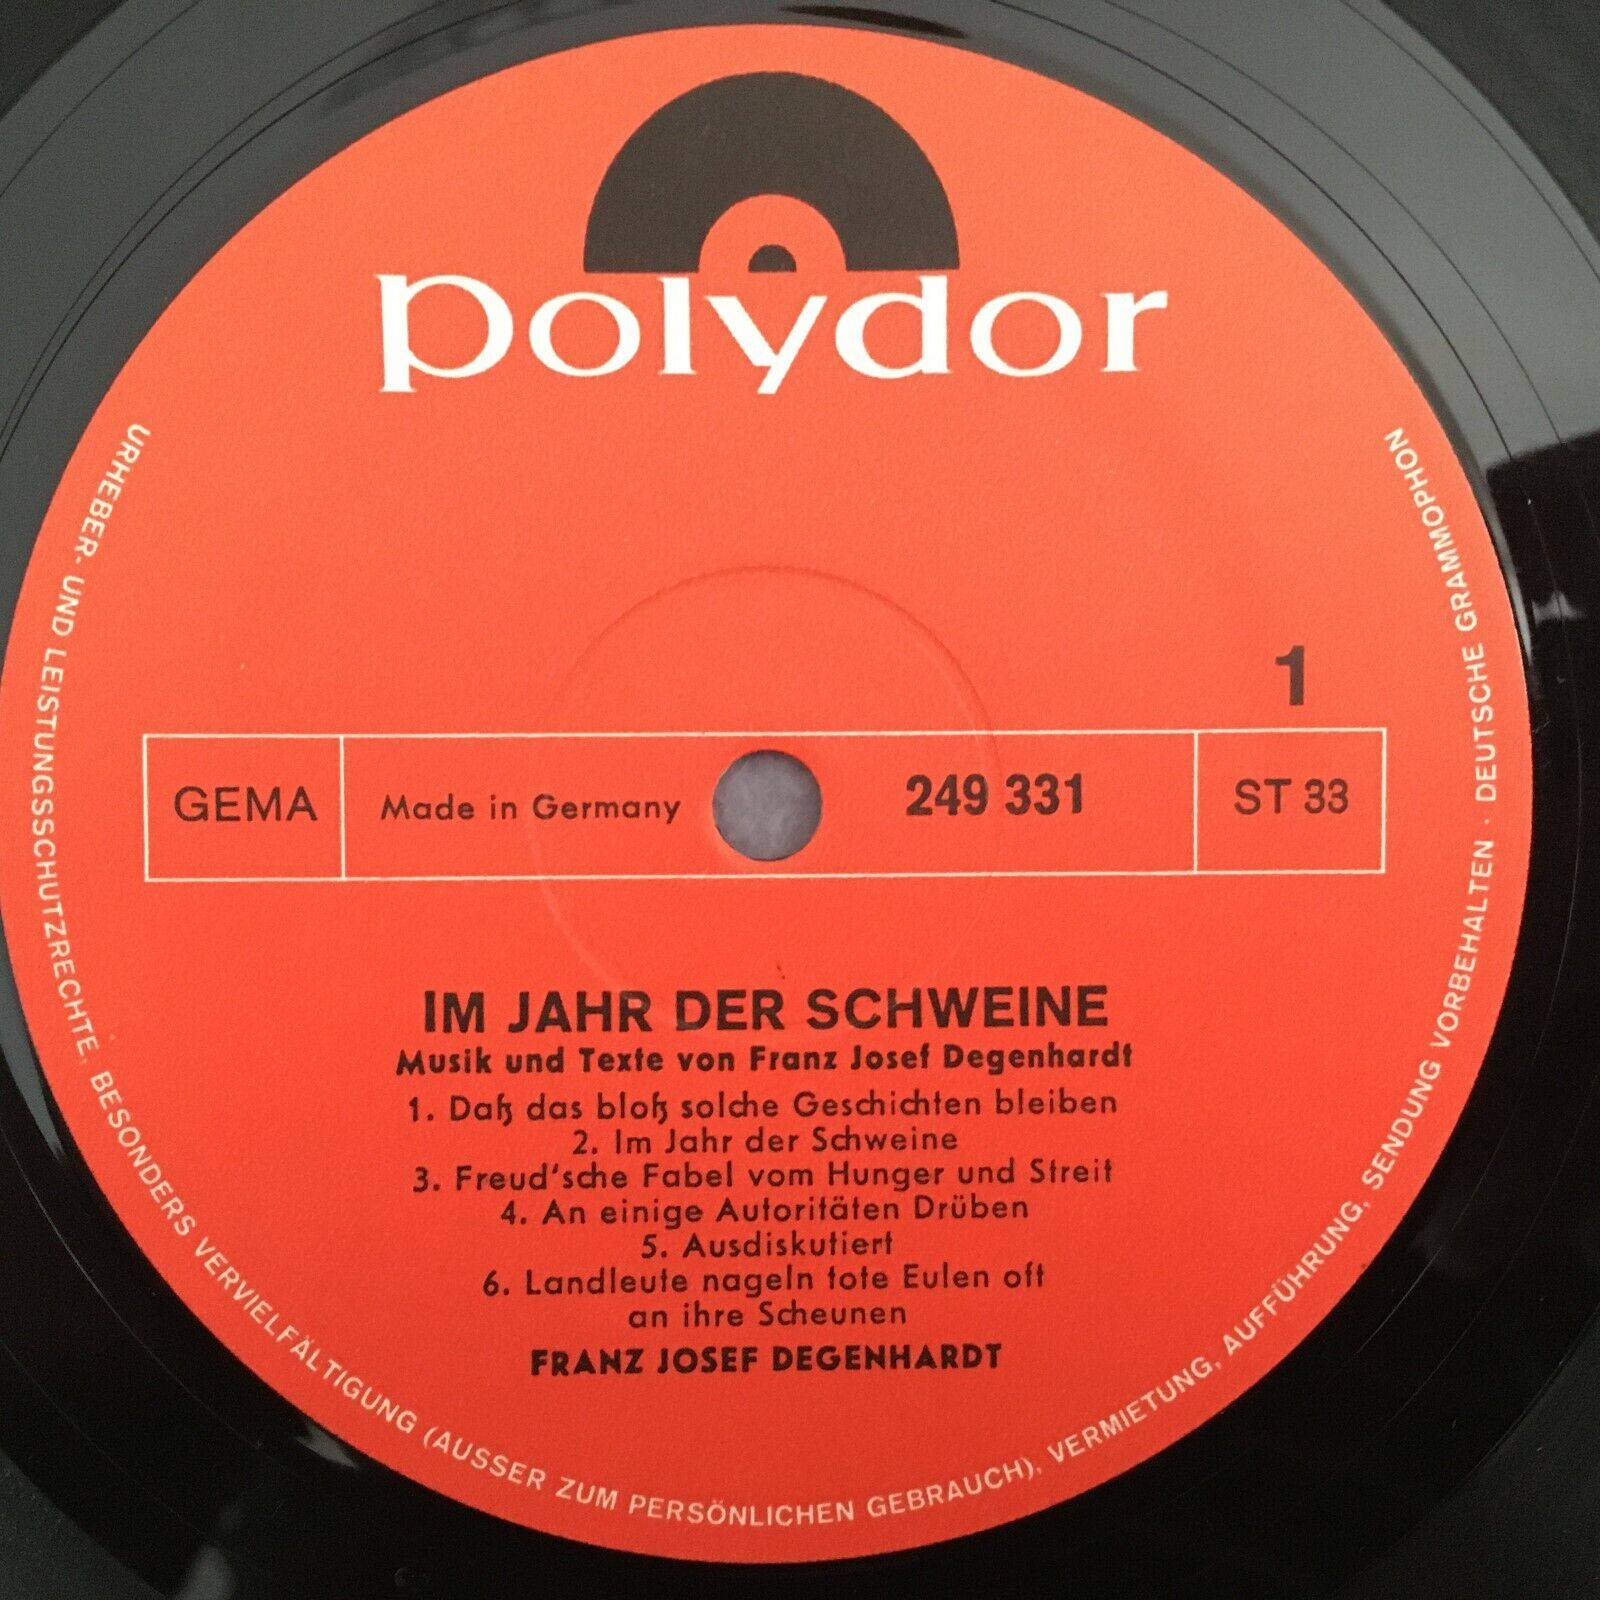 polydor
1
GEMA
Made in Germany
249 331
ST 33
IM JAHR DER SCHWEINE
Musik und Texte von Franz Josef Degenhardt
1. Daß das bloß solche Geschichten bleiben
2. Im Jahr der Schweine
3. Freud'sche Fabel vom Hunger und Streit
4. An einige Autoritäten Drüben
5. Ausdiskutiert
6. Landleute nageln tote Eulen oft
an ihre Scheunen
FRANZ JOSEF DEGENHARDT
URHEBER- UND LEISTUNGSSCHUTZRECHTE, BESONDERS VERVIELFÄLTIGUNG (AUSSER ZUM PERSÖNLICHEN GEBRAUCH), VERMIETUNG, AUFFÜHRUNG, SENDUNG VORBEHALTEN · DEUTSCHE GRAMMOPHON